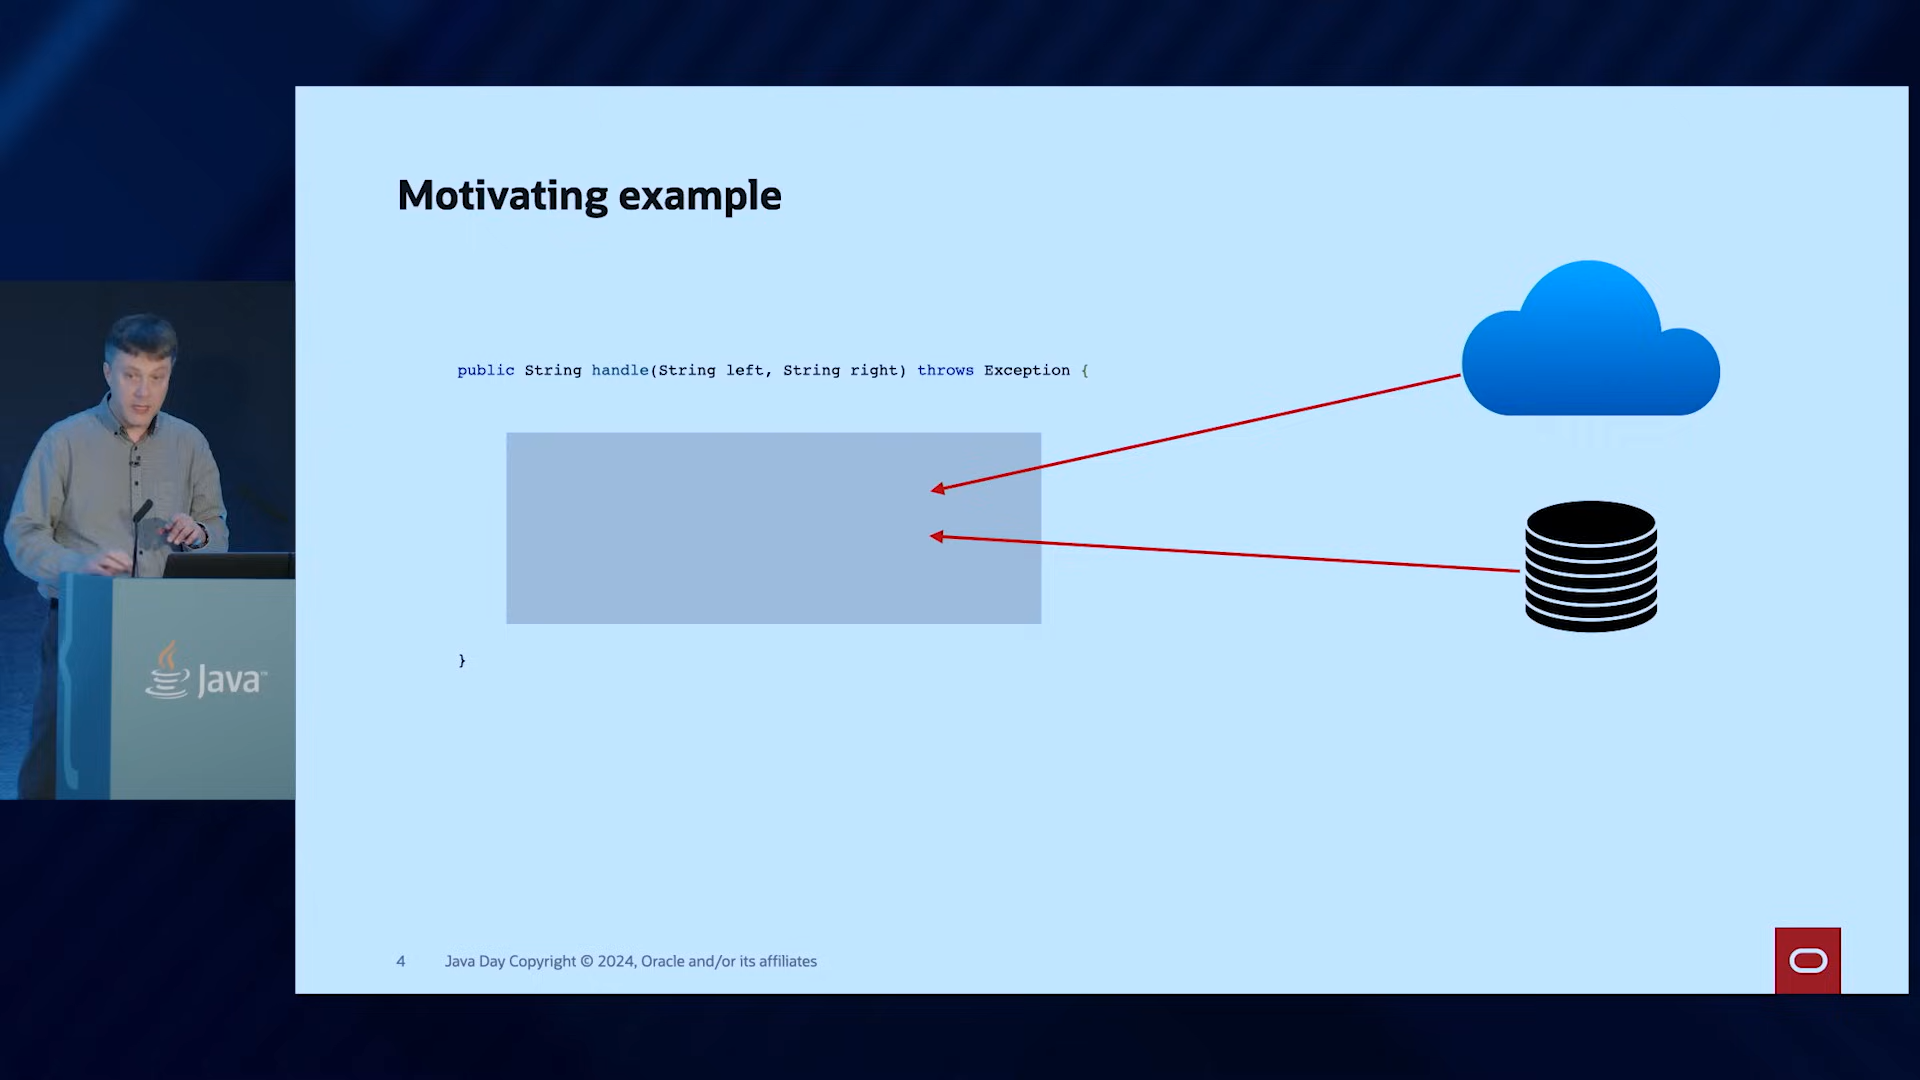 Motivating example
public String handle(String left, String right) throws Exception {
}
Java™
4 Java Day Copyright © 2024, Oracle and/or its affiliates